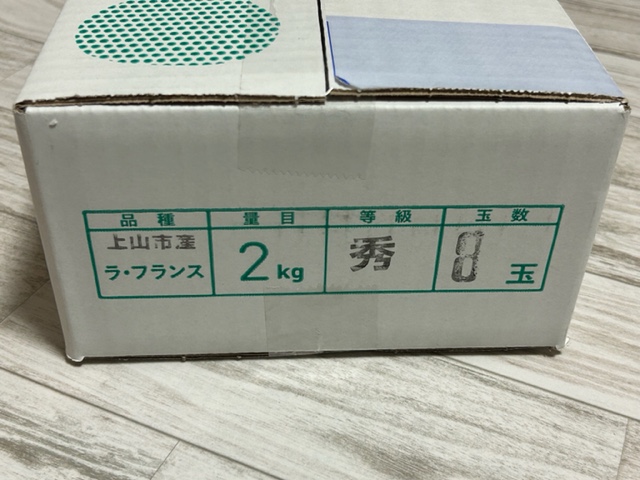 品種 量目 等級 玉数
上山市産
ラ・フランス 2kg 秀 8玉